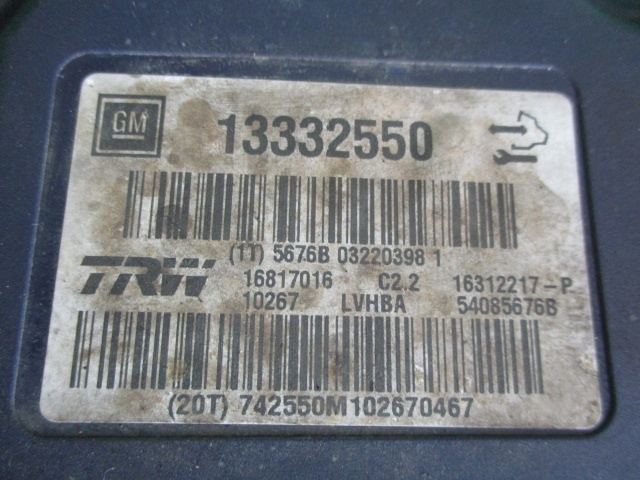 GM 13332550
(1T) 5676B 03220398 1
TRW 16817016 C2.2 16312217-P
10267 LVHBA 54085676B
(20T) 742550M102670467